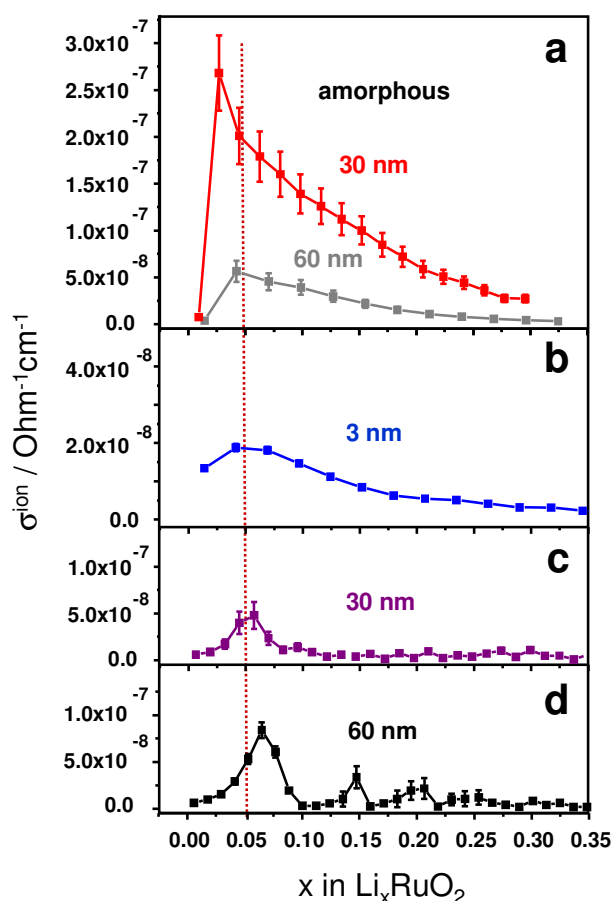 a
amorphous
3.0x10 -7
2.5x10 -7
2.0x10 -7
1.5x10 -7
1.0x10 -7
5.0x10 -8
0.0
30 nm
60 nm
b
4.0x10 -8
2.0x10 -8
0.0
3 nm
c
1.0x10 -7
5.0x10 -8
0.0
30 nm
d
1.0x10 -7
5.0x10 -8
0.0
60 nm
σ^ion / Ohm⁻¹cm⁻¹
0.00 0.05 0.10 0.15 0.20 0.25 0.30 0.35
x in LiₓRuO₂